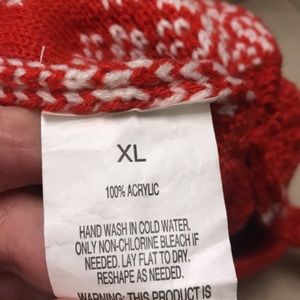 XL
100% ACRYLIC
HAND WASH IN COLD WATER.
ONLY NON-CHLORINE BLEACH IF
NEEDED. LAY FLAT TO DRY.
RESHAPE AS NEEDED.
WARNING: THIS PRODUCT IS